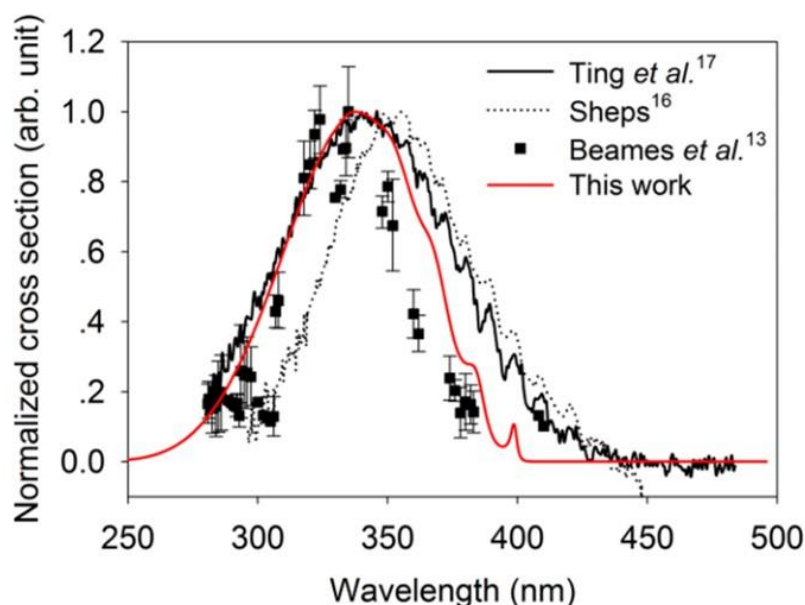 Normalized cross section (arb. unit)
1.2
1.0
.8
.6
.4
.2
0.0
Ting et al.17
Sheps16
Beames et al.13
This work
250 300 350 400 450 500
Wavelength (nm)